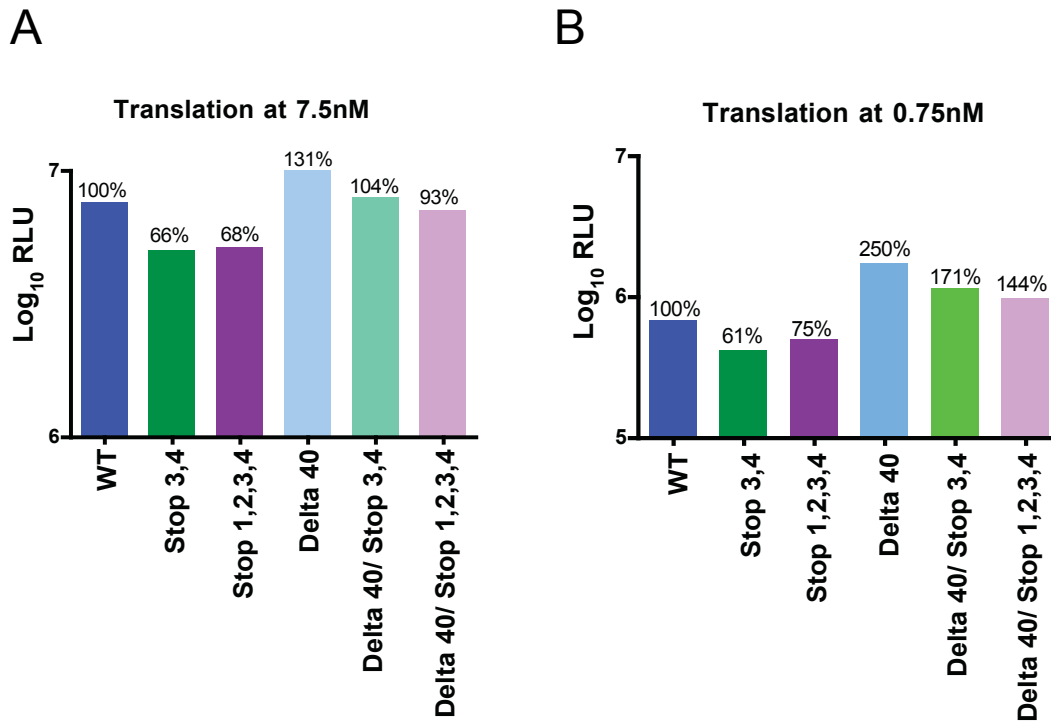 A
Translation at 7.5nM
Log10 RLU
7
6
100%
66%
68%
131%
104%
93%
WT
Stop 3,4
Stop 1,2,3,4
Delta 40
Delta 40/ Stop 3,4
Delta 40/ Stop 1,2,3,4
B
Translation at 0.75nM
Log10 RLU
7
6
5
100%
61%
75%
250%
171%
144%
WT
Stop 3,4
Stop 1,2,3,4
Delta 40
Delta 40/ Stop 3,4
Delta 40/ Stop 1,2,3,4